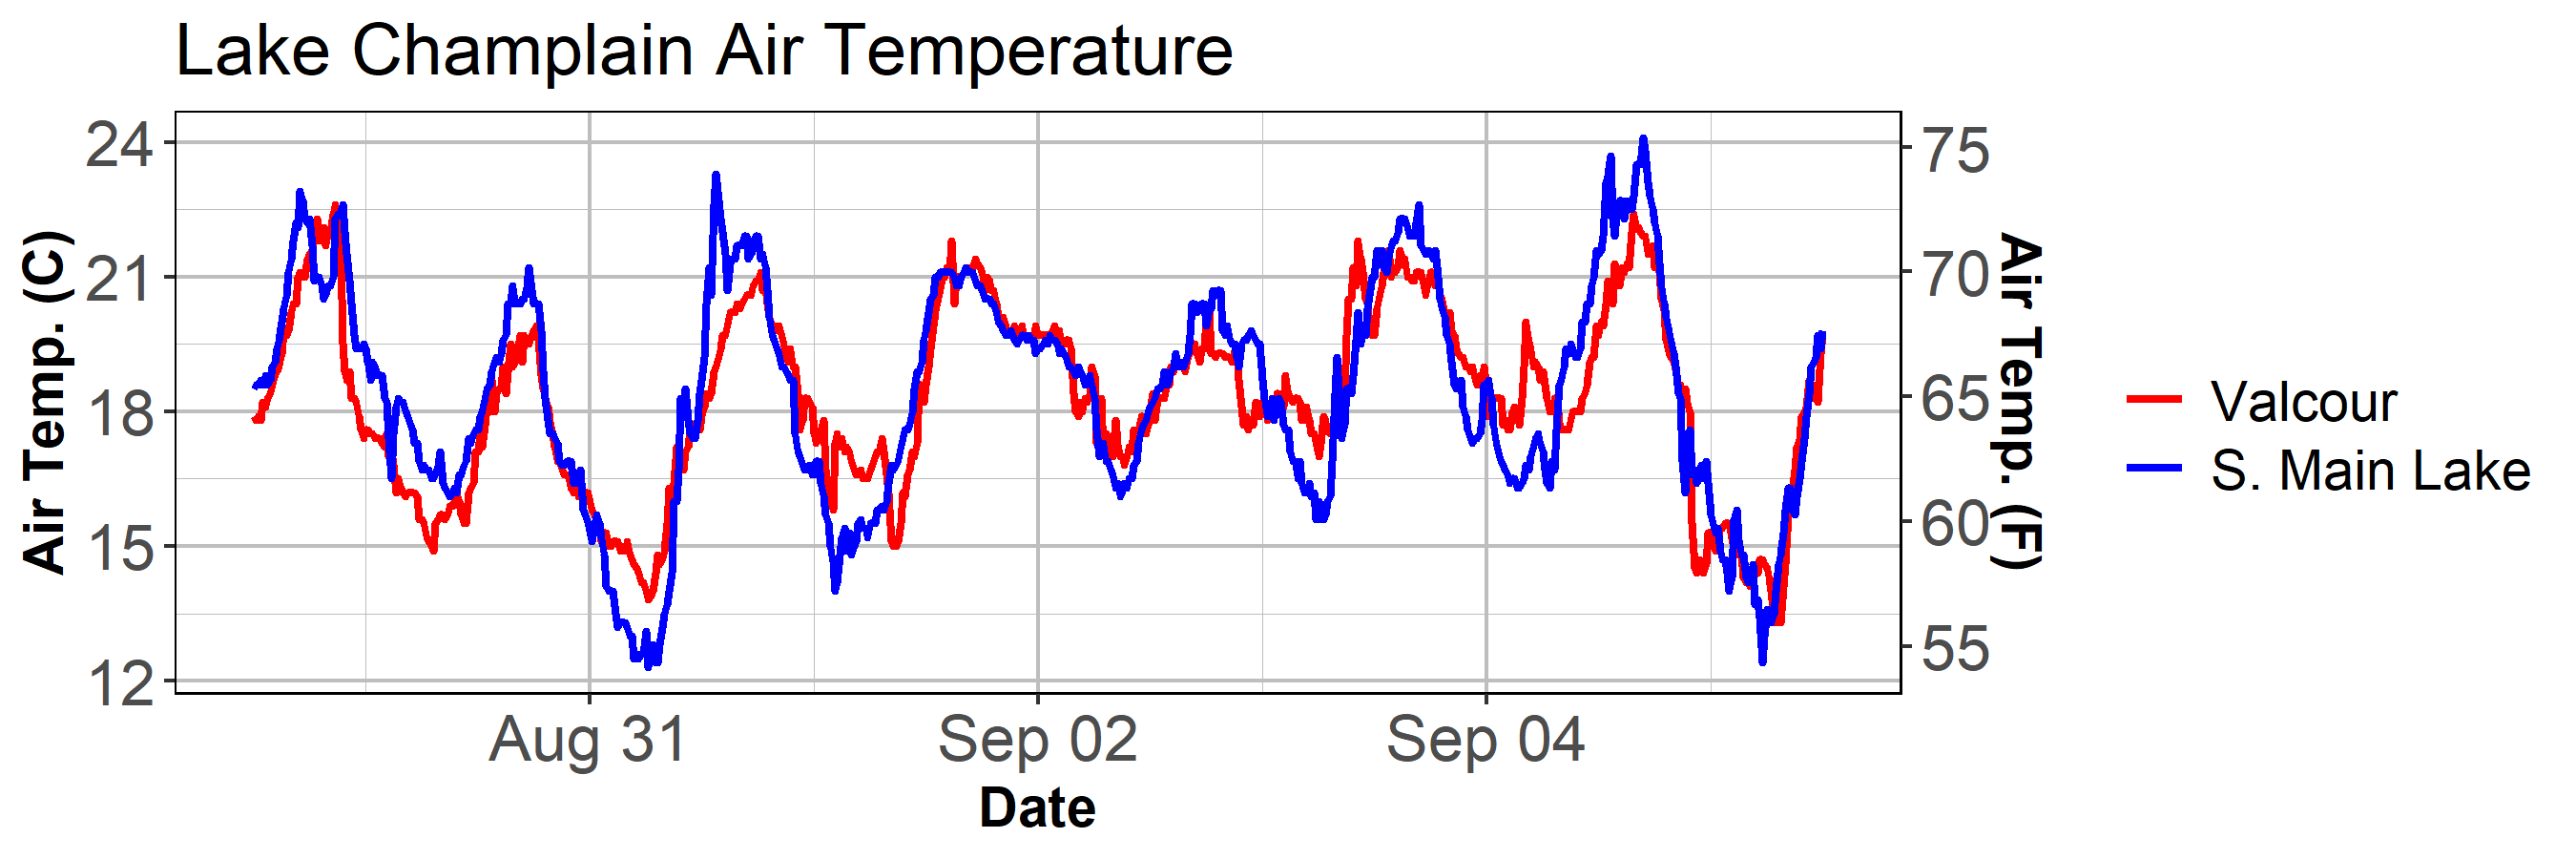 Lake Champlain Air Temperature
Air Temp. (C)
24
21
18
15
12
75
70
65
60
55
Air Temp. (F)
Aug 31
Sep 02
Sep 04
Date
Valcour
S. Main Lake